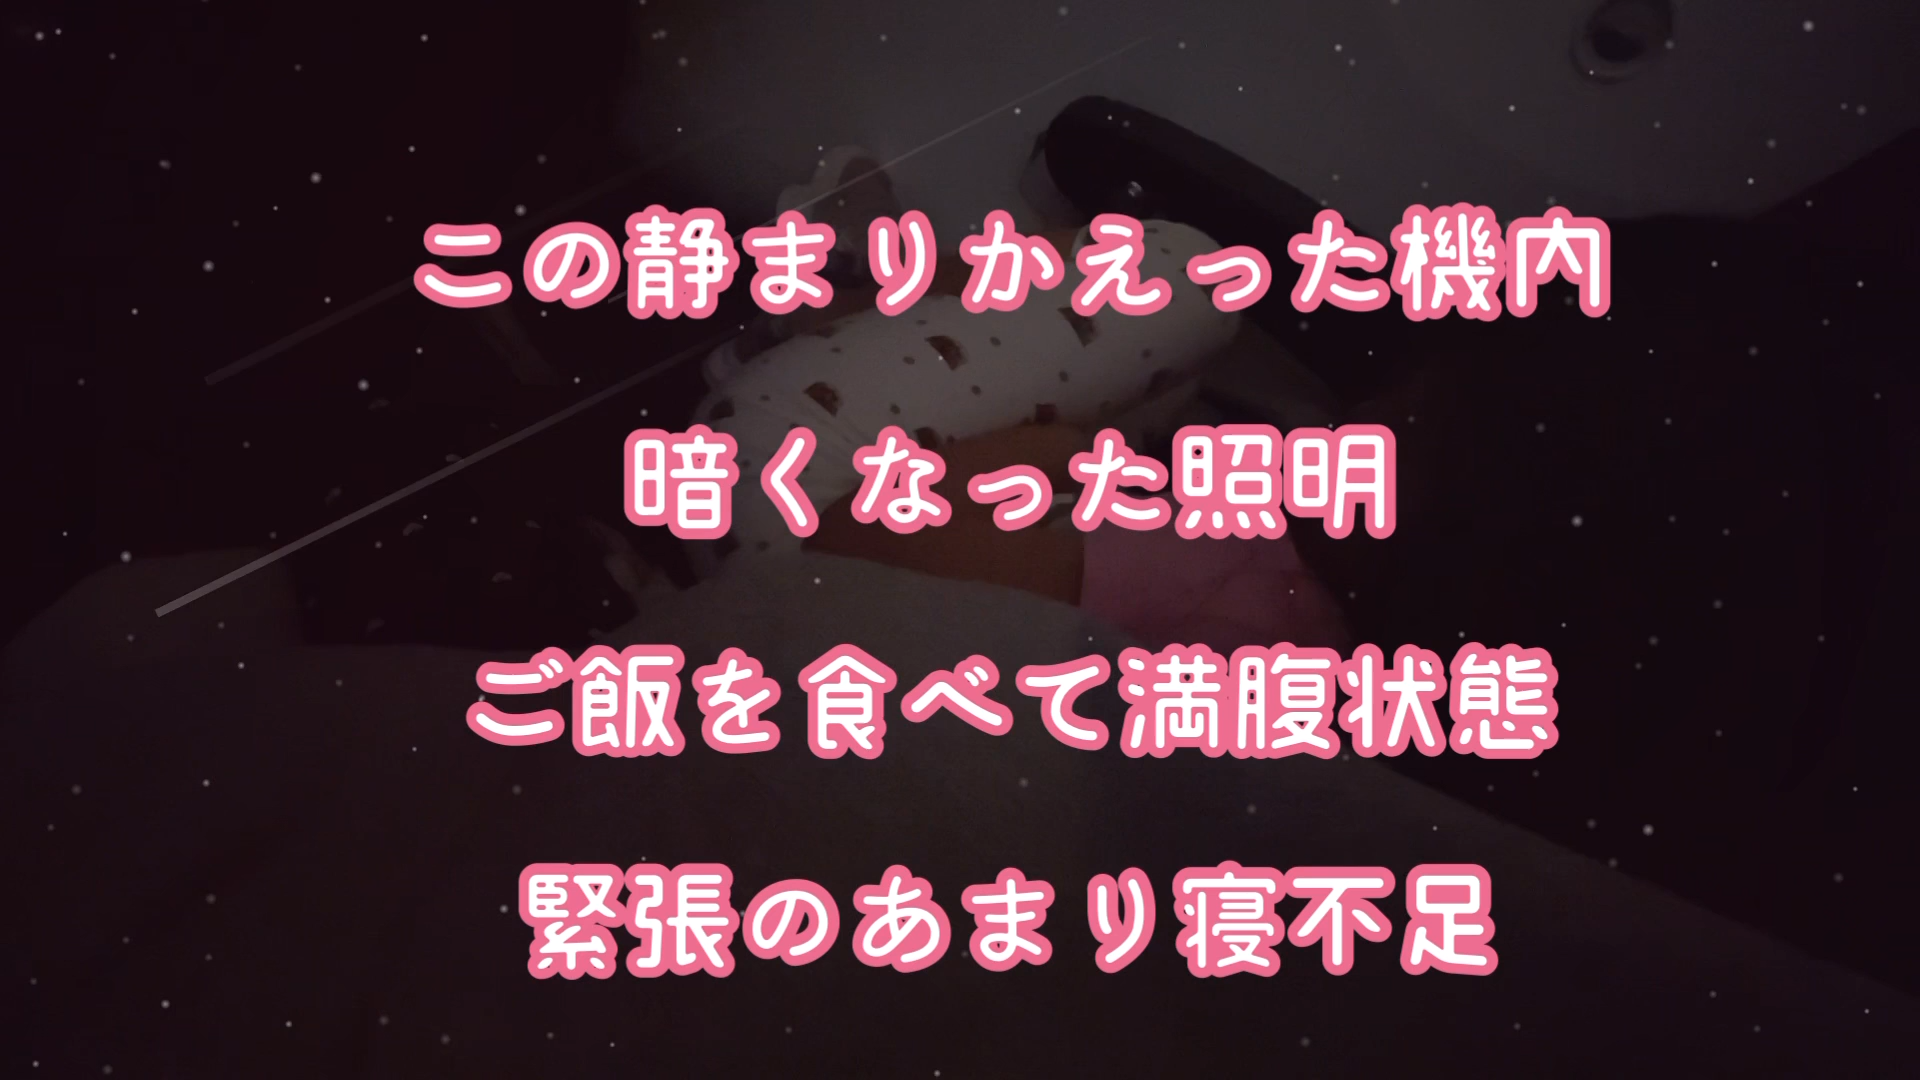 この静まりかえった機内
暗くなった照明
ご飯を食べて満腹状態
緊張のあまり寝不足